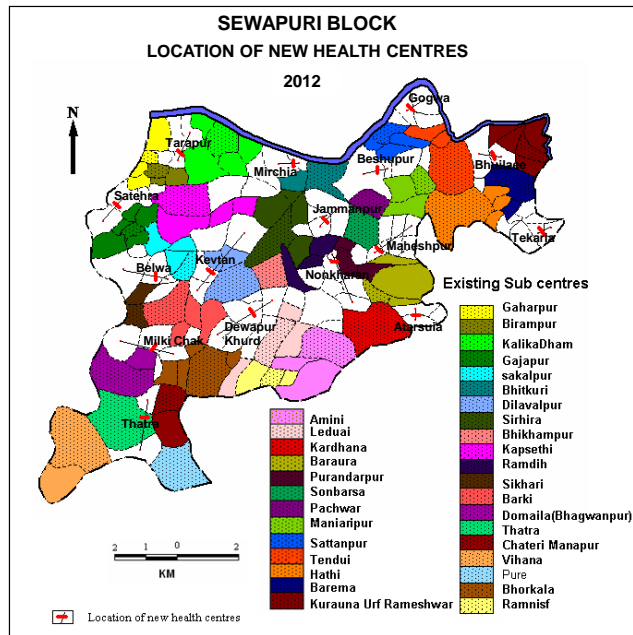 SEWAPURI BLOCK
LOCATION OF NEW HEALTH CENTRES
2012
N
Gogwa
Tarapur
Mirchia
Beshupur
Bhulaee
Satehra
Jammanpur
Maheshpur
Tekaria
Belwa
Kevtan
Nonkharan
Dewapur
Khurd
Atarsuia
Milki Chak
Thatra
Existing Sub centres
Gaharpur
Birampur
KalikaDham
Gajapur
sakalpur
Bhitkuri
Dilavalpur
Sirhira
Bhikhampur
Kapsethi
Ramdih
Sikhari
Barki
Domaila(Bhagwanpur)
Thatra
Chateri Manapur
Vihana
Pure
Bhorkala
Ramnisf
Amini
Leduai
Kardhana
Baraura
Purandarpur
Sonbarsa
Pachwar
Maniaripur
Sattanpur
Tendui
Hathi
Barema
Kurauna Urf Rameshwar
2 1 0 2
KM
Location of new health centres